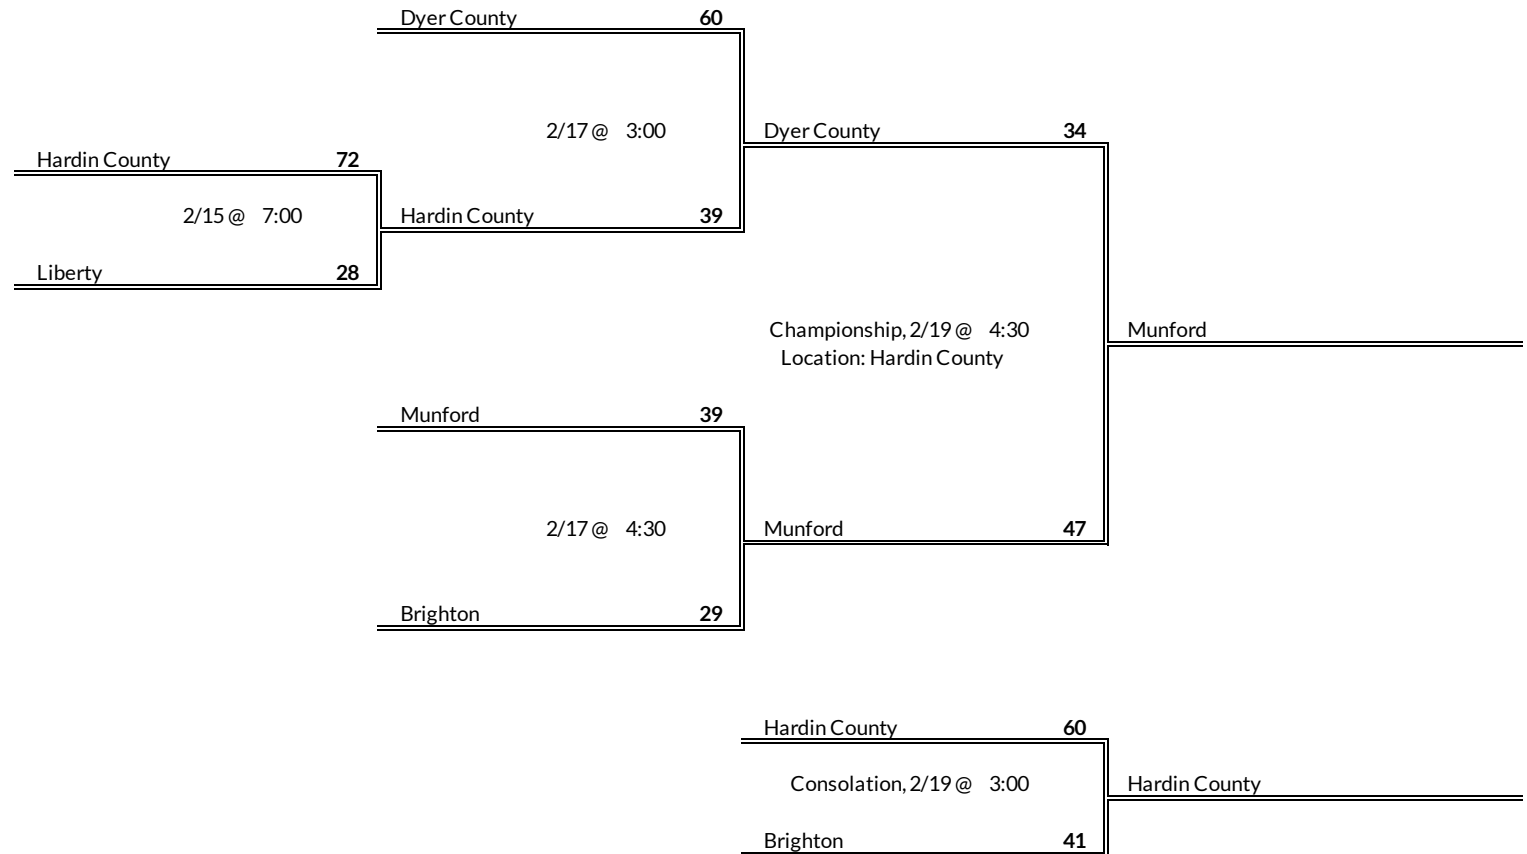 Dyer County 60
2/17 @ 3:00
Dyer County 34
Hardin County 72
2/15 @ 7:00
Hardin County 39
Liberty 28
Championship, 2/19 @ 4:30
Location: Hardin County
Munford
Munford 39
2/17 @ 4:30
Munford 47
Brighton 29
Hardin County 60
Consolation, 2/19 @ 3:00
Hardin County
Brighton 41